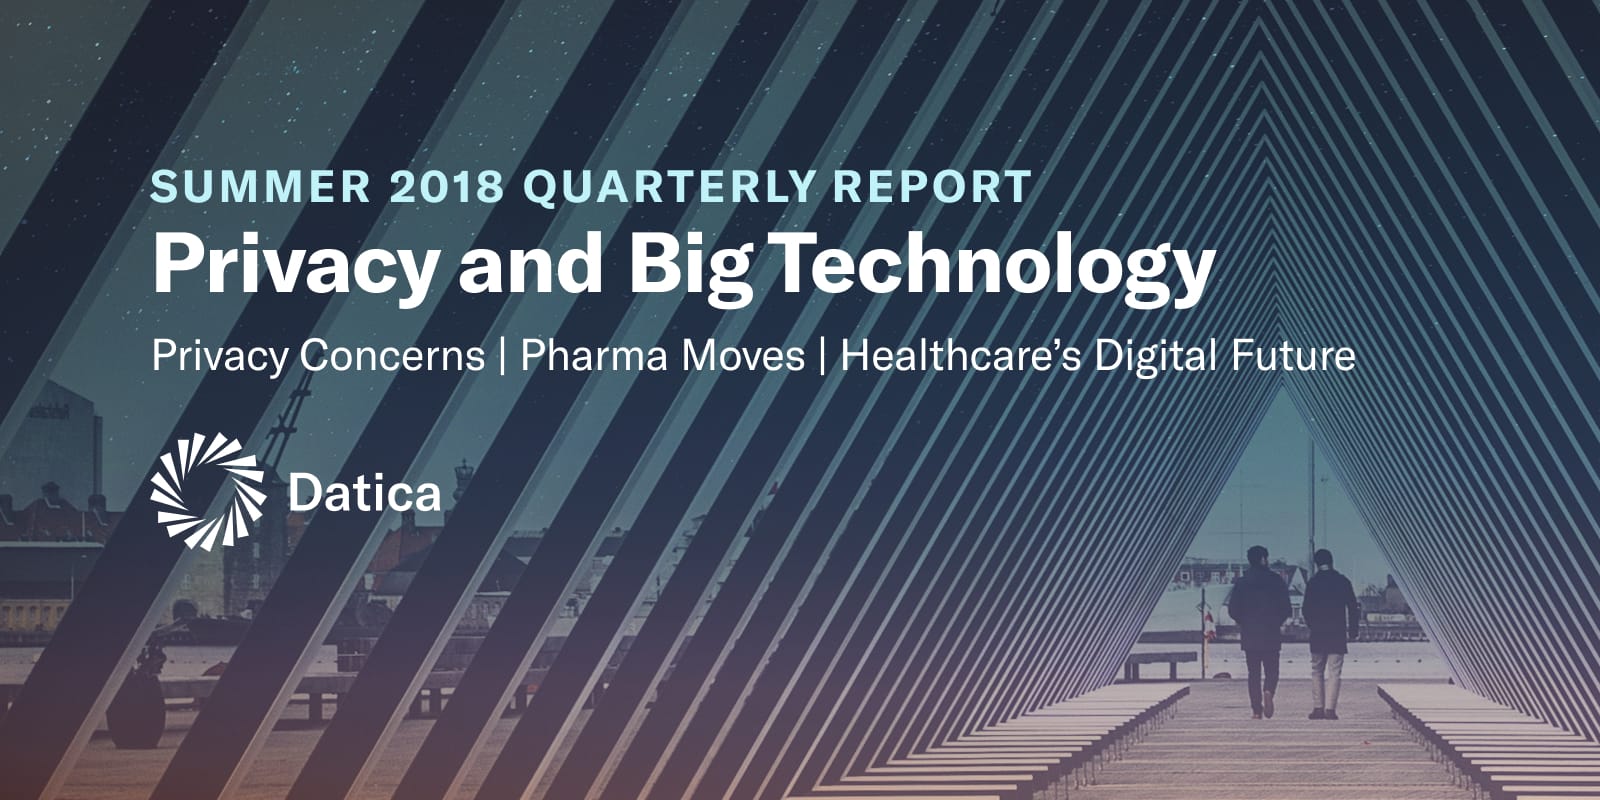 SUMMER 2018 QUARTERLY REPORT
Privacy and Big Technology
Privacy Concerns | Pharma Moves | Healthcare’s Digital Future
Datica